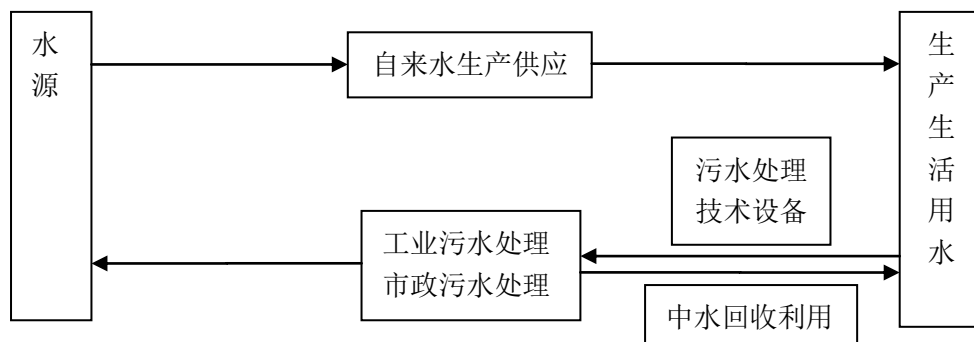 水源
自来水生产供应
生产生活用水
污水处理
技术设备
工业污水处理
市政污水处理
中水回收利用